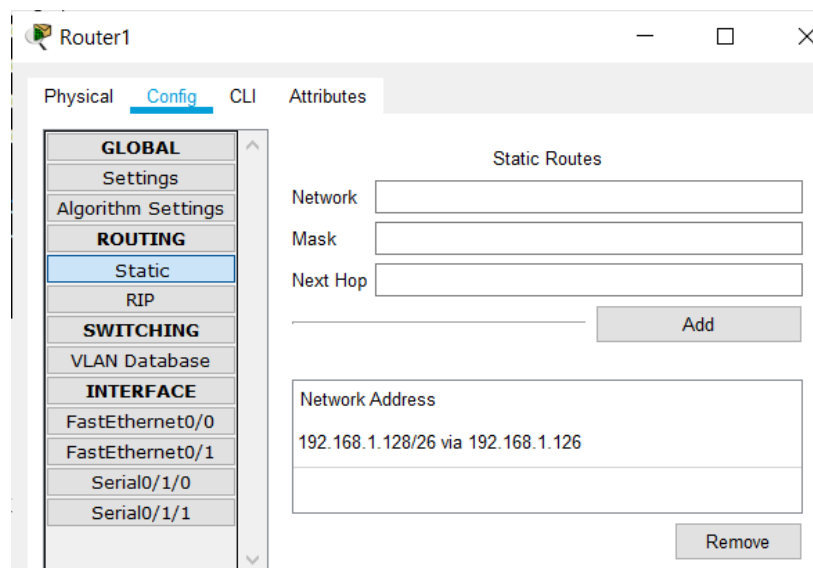 Router1
Physical Config CLI Attributes
GLOBAL
Settings
Algorithm Settings
ROUTING
Static
RIP
SWITCHING
VLAN Database
INTERFACE
FastEthernet0/0
FastEthernet0/1
Serial0/1/0
Serial0/1/1
Static Routes
Network
Mask
Next Hop
Add
Network Address
192.168.1.128/26 via 192.168.1.126
Remove